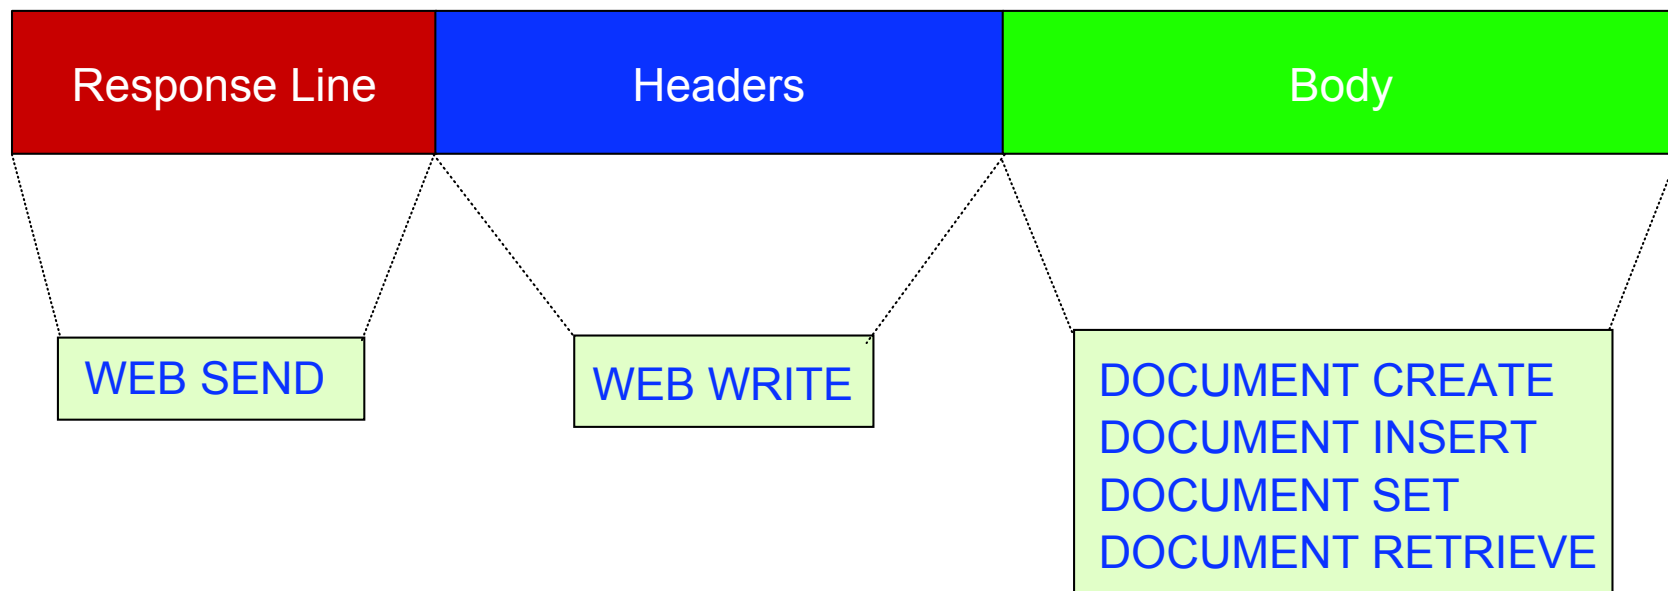 Response Line
Headers
Body
WEB SEND
WEB WRITE
DOCUMENT CREATE
DOCUMENT INSERT
DOCUMENT SET
DOCUMENT RETRIEVE